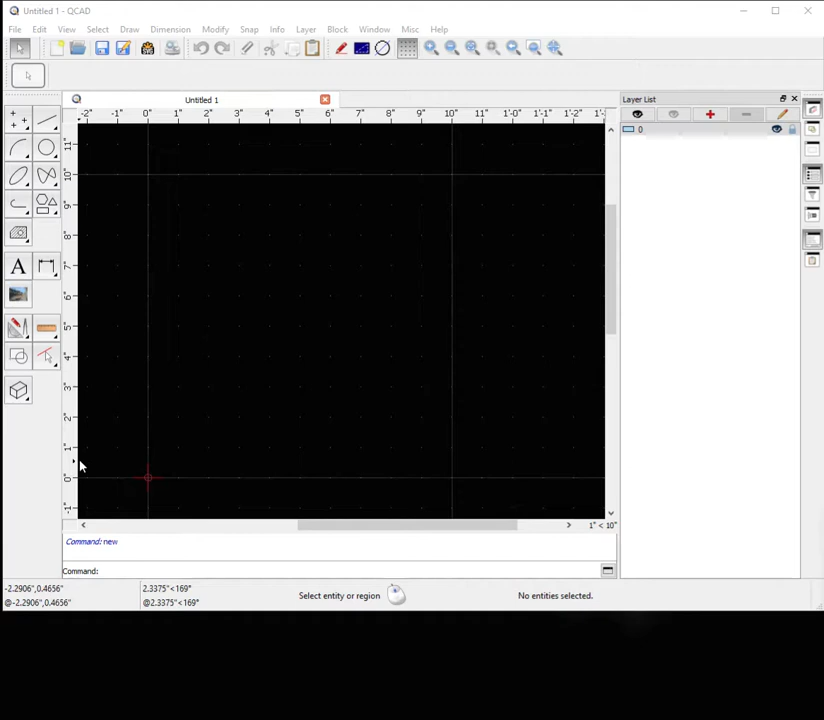 Untitled 1 - QCAD
File Edit View Select Draw Dimension Modify Snap Info Layer Block Window Misc Help
Untitled 1
-2" -1" 0" 1" 2" 3" 4" 5" 6" 7" 8" 9" 10" 11" 1' 1'-1" 1'-2"
11"
10"
9"
8"
7"
6"
5"
4"
3"
2"
1"
0"
-1"
A
1" < 10"
Layer List
0
Command: new
Command:
-2.2906",0.4656"
@-2.2906",0.4656"
2.3375"<169°
@2.3375"<169°
Select entity or region
No entities selected.